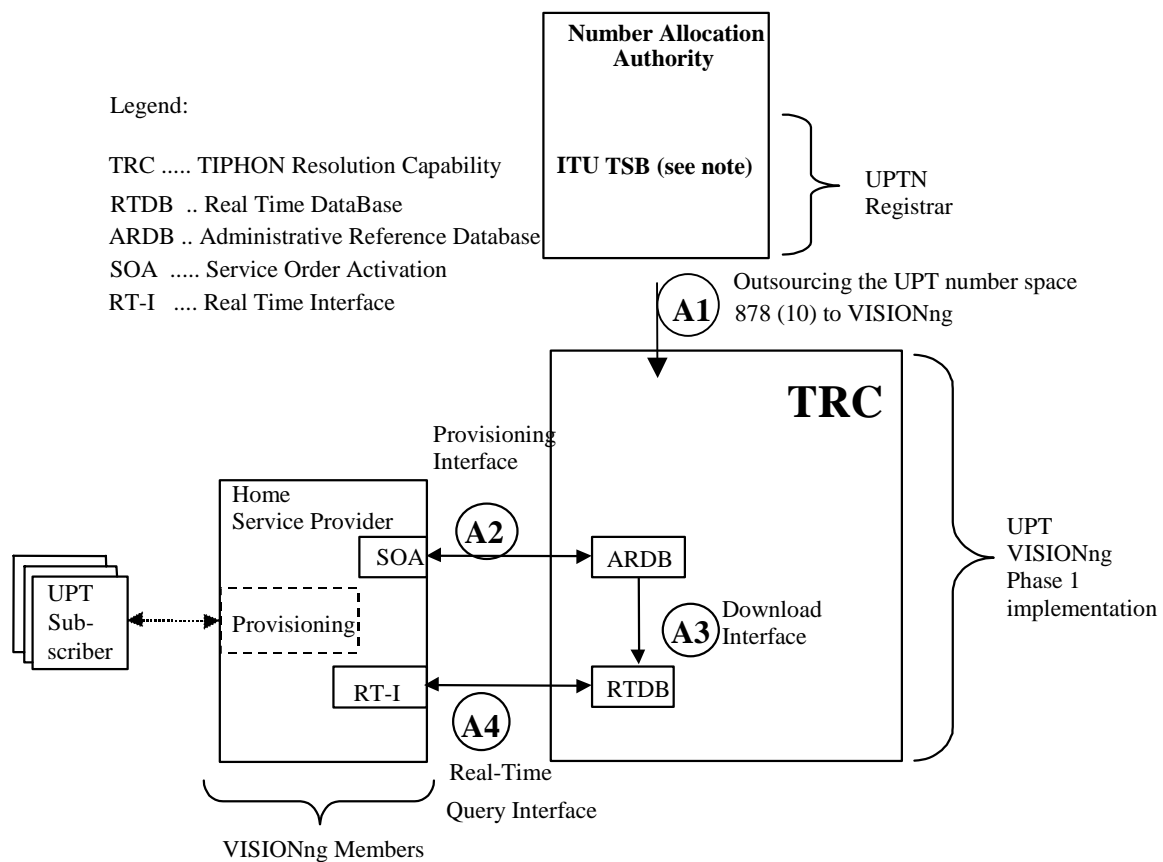 Number Allocation
Authority
Legend:
TRC ..... TIPHON Resolution Capability
ITU TSB (see note)
UPTN
Registrar
RTDB .. Real Time DataBase
ARDB .. Administrative Reference Database
SOA ..... Service Order Activation
RT-I .... Real Time Interface
A1
Outsourcing the UPT number space
878 (10) to VISIONng
TRC
Provisioning
Interface
Home
Service Provider
A2
SOA
ARDB
UPT
VISIONng
Phase 1
implementation
UPT
Sub-
scriber
Provisioning
A3
Download
Interface
RT-I
RTDB
A4
Real-Time
Query Interface
VISIONng Members